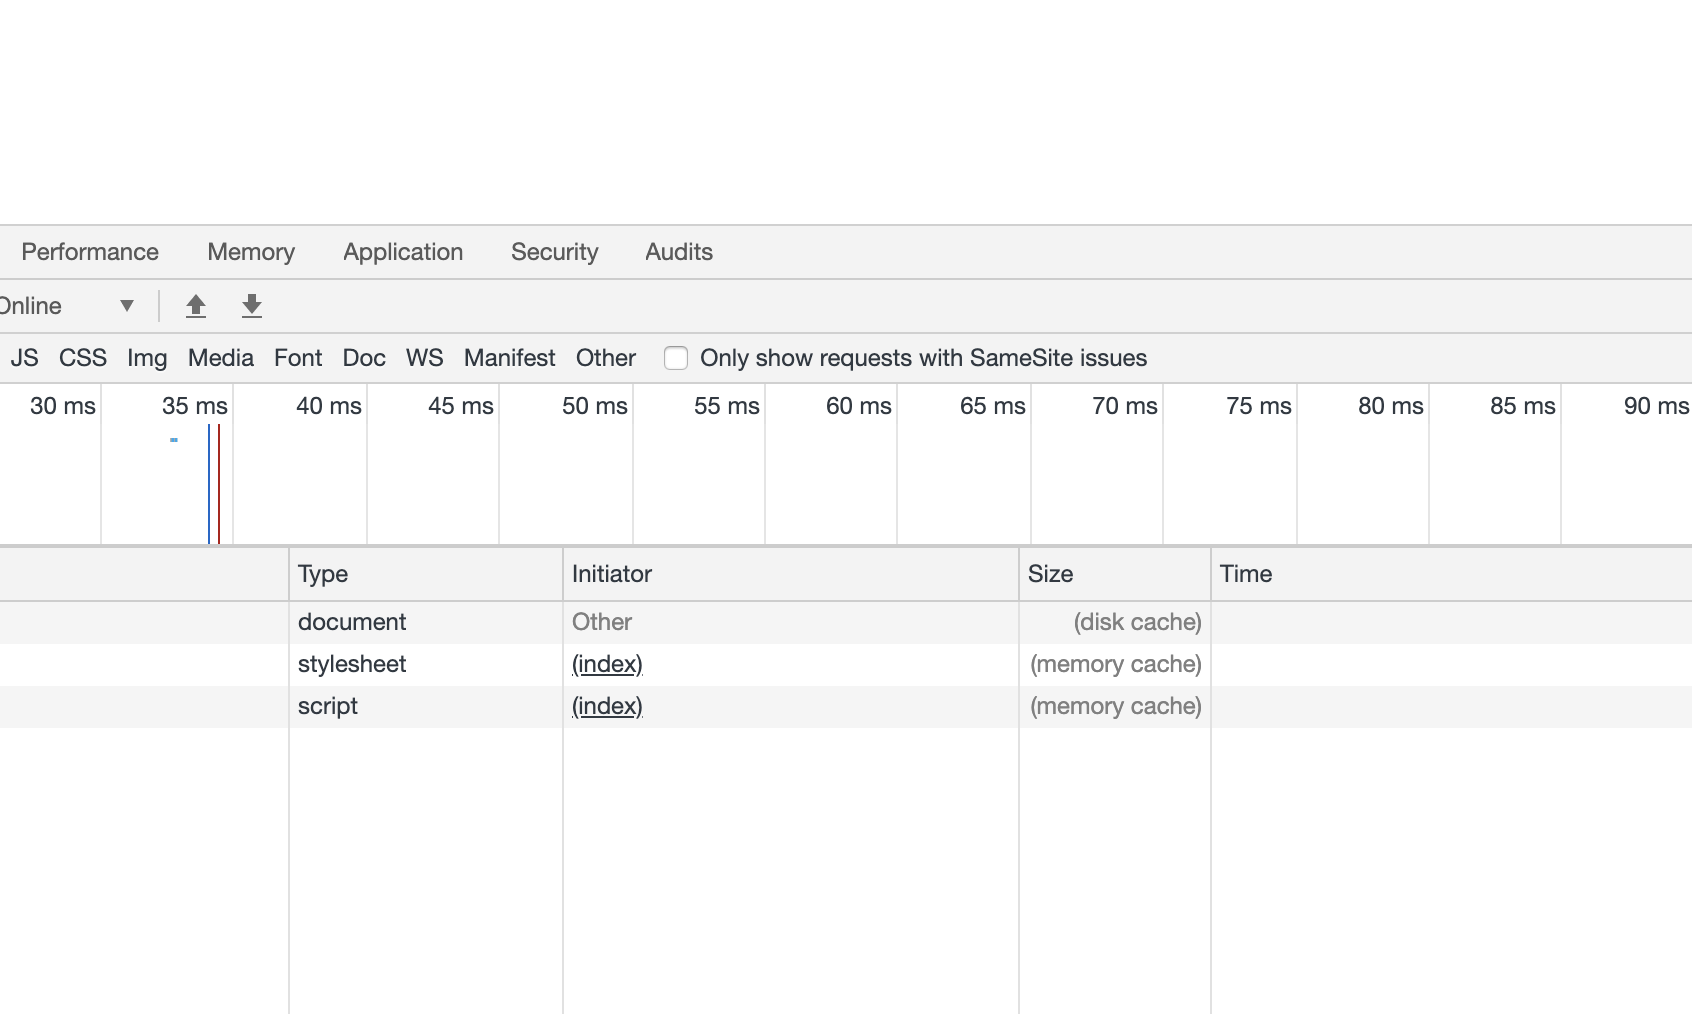 Performance Memory Application Security Audits
Online ▼
JS CSS Img Media Font Doc WS Manifest Other Only show requests with SameSite issues
30 ms 35 ms 40 ms 45 ms 50 ms 55 ms 60 ms 65 ms 70 ms 75 ms 80 ms 85 ms 90 ms
Type Initiator Size Time
document Other (disk cache)
stylesheet (index) (memory cache)
script (index) (memory cache)